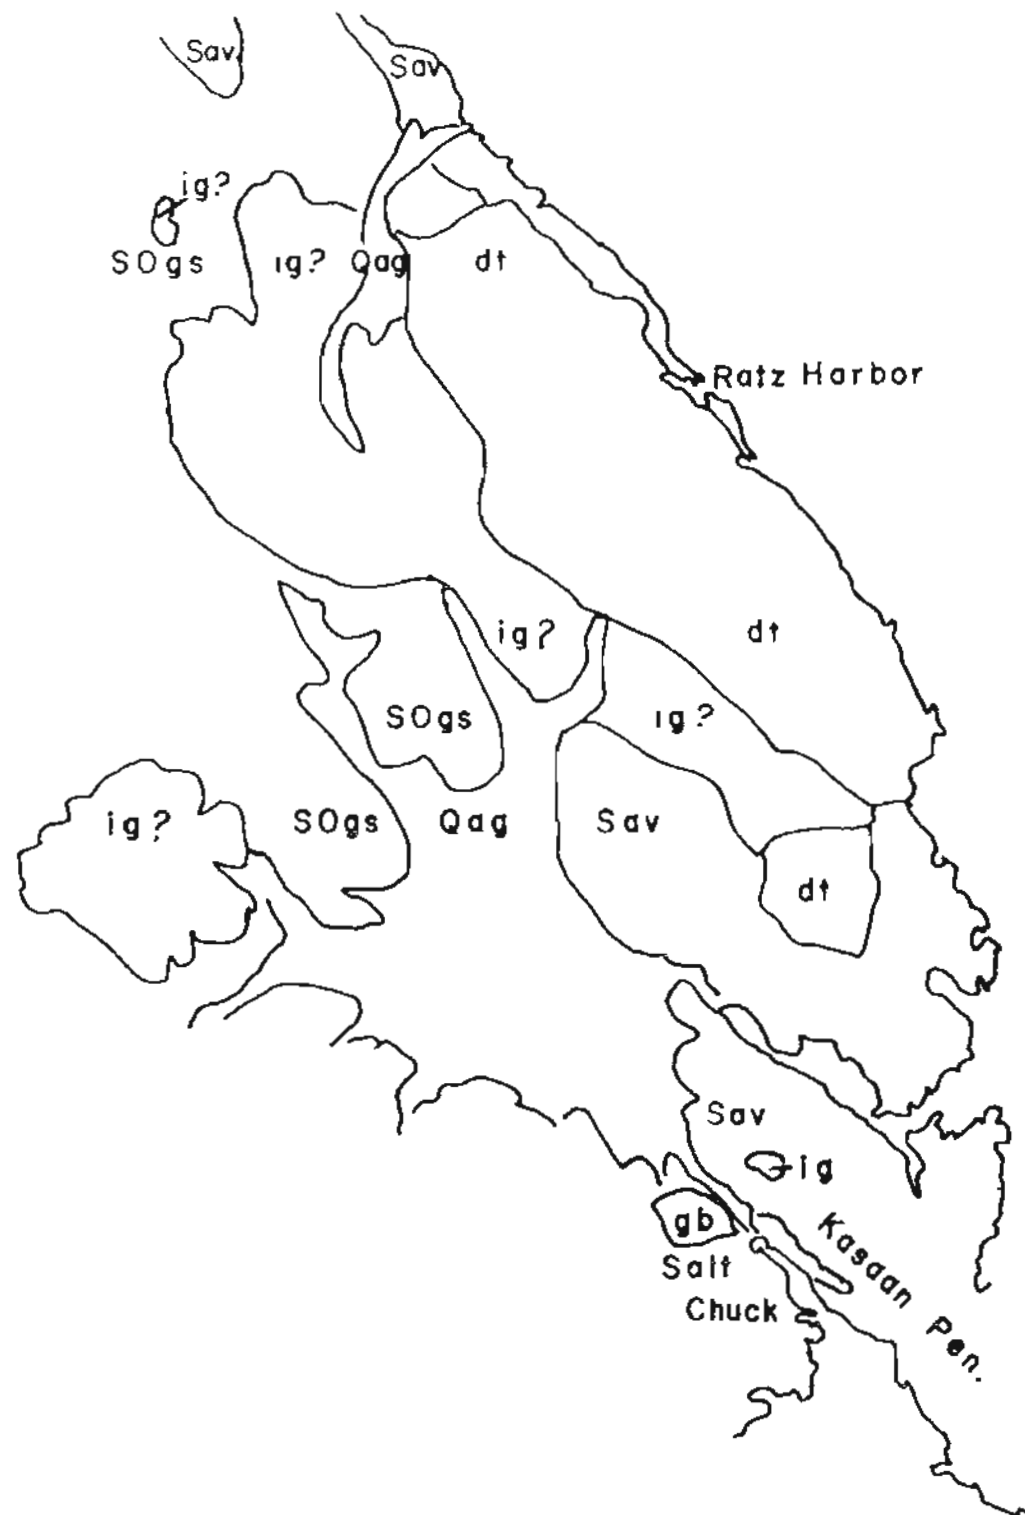 Sav
Sav
ig?
SOgs
ig?
Qag
dt
Ratz Harbor
ig?
dt
SOgs
ig?
ig?
SOgs
Qag
Sav
dt
Sav
ig
gb
Salt
Chuck
Kasaan Pen.